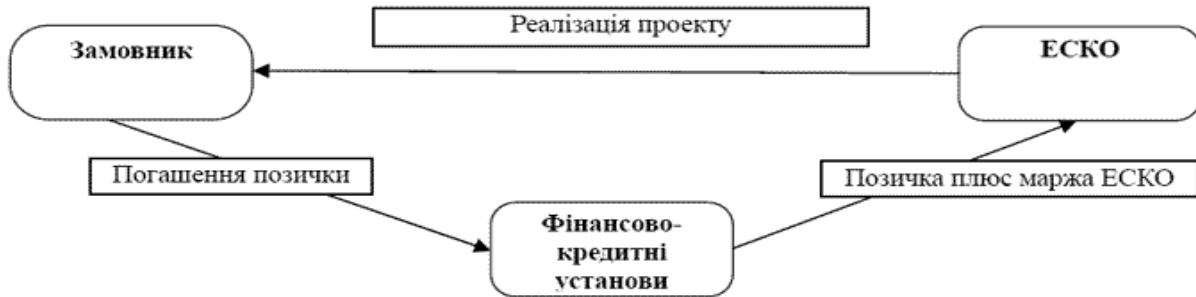 Реалізація проекту
Замовник
ЕСКО
Погашення позички
Позичка плюс маржа ЕСКО
Фінансово-
кредитні
установи